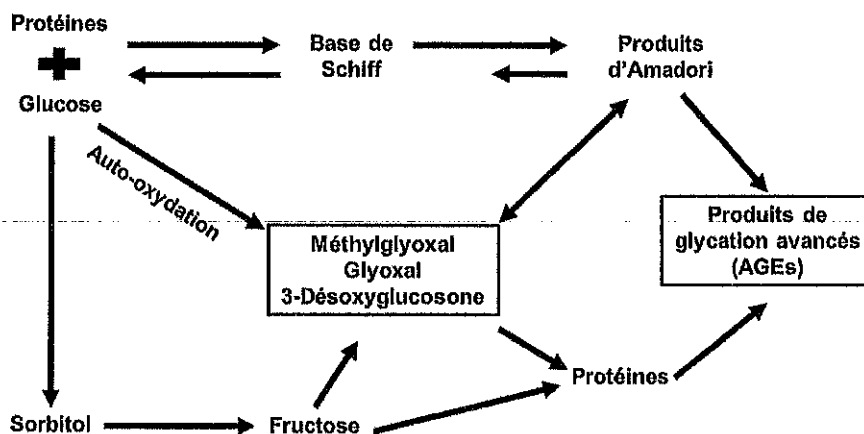 Protéines
Glucose
Base de
Schiff
Produits
d'Amadori
Auto-oxydation
Méthylglyoxal
Glyoxal
3-Désoxyglucosone
Produits de
glycation avancés
(AGEs)
Protéines
Sorbitol
Fructose